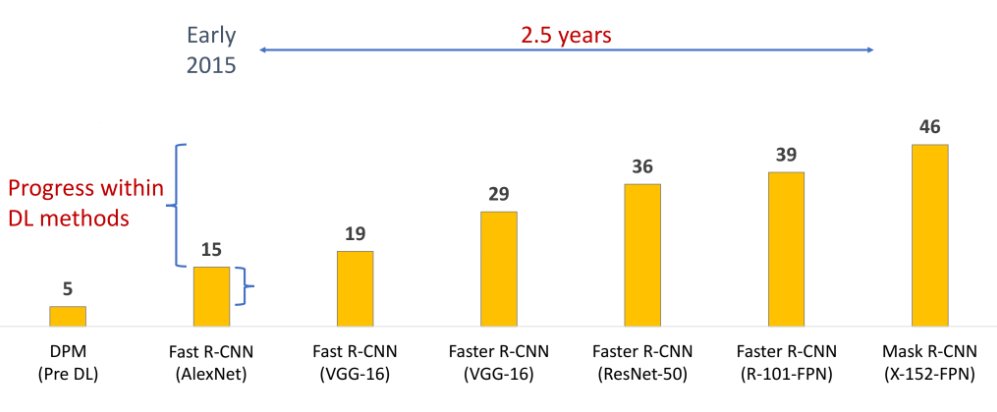 Early
2015
2.5 years
Progress within
DL methods
5
15
19
29
36
39
46
DPM
(Pre DL)
Fast R-CNN
(AlexNet)
Fast R-CNN
(VGG-16)
Faster R-CNN
(VGG-16)
Faster R-CNN
(ResNet-50)
Faster R-CNN
(R-101-FPN)
Mask R-CNN
(X-152-FPN)